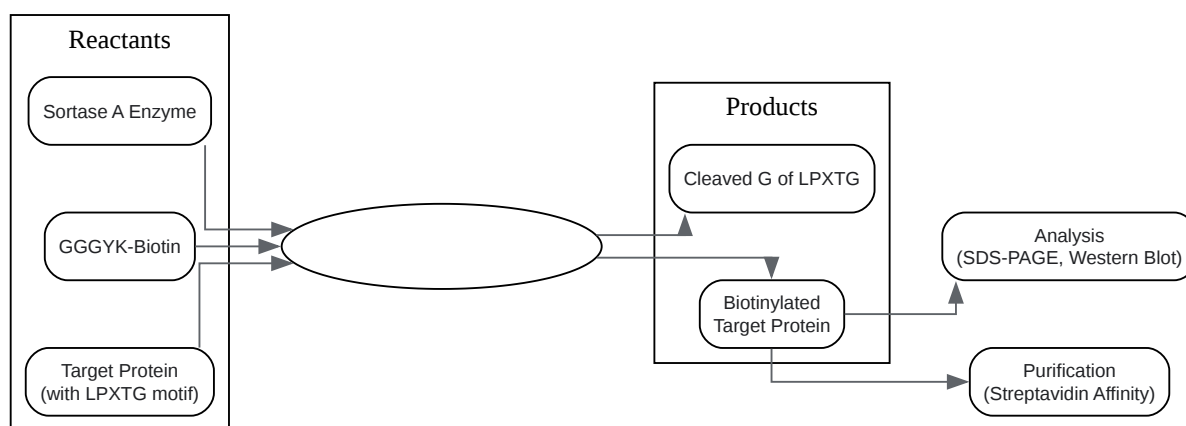 Reactants
Sortase A Enzyme
GGGYK-Biotin
Target Protein
(with LPXTG motif)
Products
Cleaved G of LPXTG
Biotinylated
Target Protein
Analysis
(SDS-PAGE, Western Blot)
Purification
(Streptavidin Affinity)